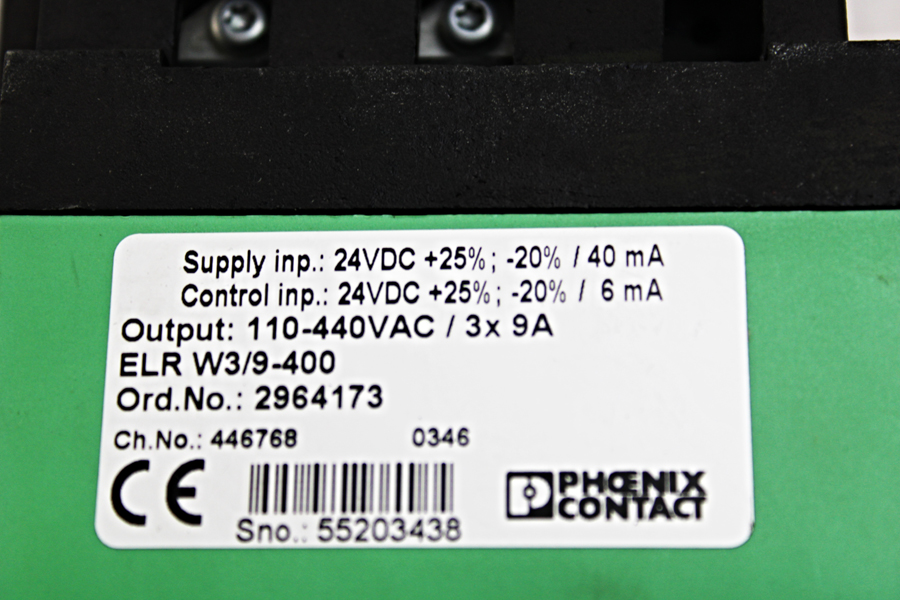 Supply inp.: 24VDC +25%; -20% / 40 mA
Control inp.: 24VDC +25%; -20% / 6 mA
Output: 110-440VAC / 3x 9A
ELR W3/9-400
Ord.No.: 2964173
Ch.No.: 446768 0346
CE
Sno.: 55203438
PHŒNIX
CONTACT